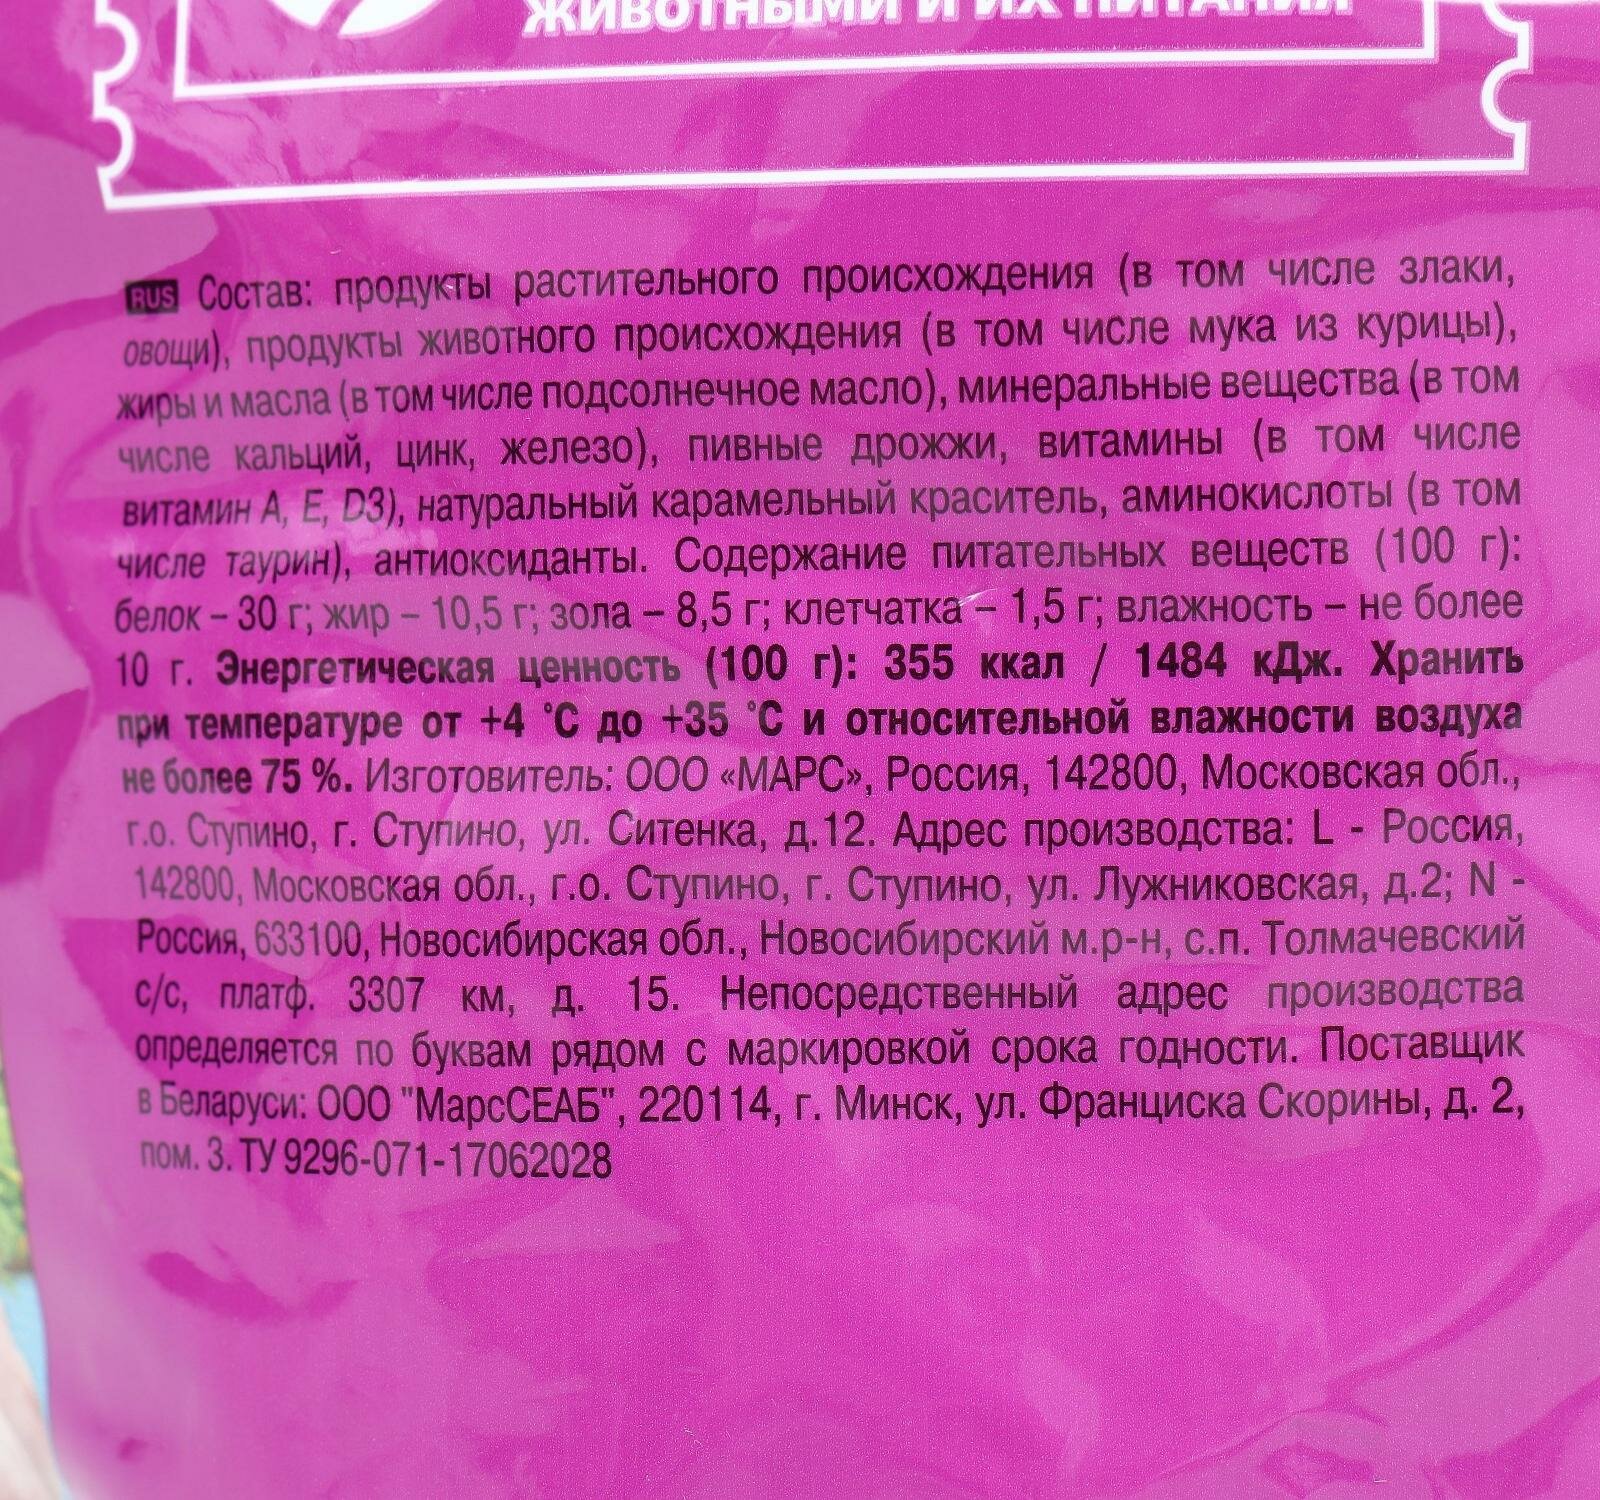 ЖИВОТНЫМИ И ИХ ПИТАНИЯ
RUS Состав: продукты растительного происхождения (в том числе злаки,
овощи), продукты животного происхождения (в том числе мука из курицы),
жиры и масла (в том числе подсолнечное масло), минеральные вещества (в том
числе кальций, цинк, железо), пивные дрожжи, витамины (в том числе
витамин А, Е, D3), натуральный карамельный краситель, аминокислоты (в том
числе таурин), антиоксиданты. Содержание питательных веществ (100 г):
белок – 30 г; жир – 10,5 г; зола – 8,5 г; клетчатка – 1,5 г; влажность – не более
10 г. Энергетическая ценность (100 г): 355 ккал / 1484 кДж. Хранить
при температуре от +4 °С до +35 °С и относительной влажности воздуха
не более 75 %. Изготовитель: ООО «МАРС», Россия, 142800, Московская обл.,
г.о. Ступино, г. Ступино, ул. Ситенка, д.12. Адрес производства: L - Россия,
142800, Московская обл., г.о. Ступино, г. Ступино, ул. Лужниковская, д.2; N -
Россия, 633100, Новосибирская обл., Новосибирский м.р-н, с.п. Толмачевский
с/с, платф. 3307 км, д. 15. Непосредственный адрес производства
определяется по буквам рядом с маркировкой срока годности. Поставщик
в Беларуси: ООО "МарсСЕАБ", 220114, г. Минск, ул. Франциска Скорины, д. 2,
пом. 3. ТУ 9296-071-17062028